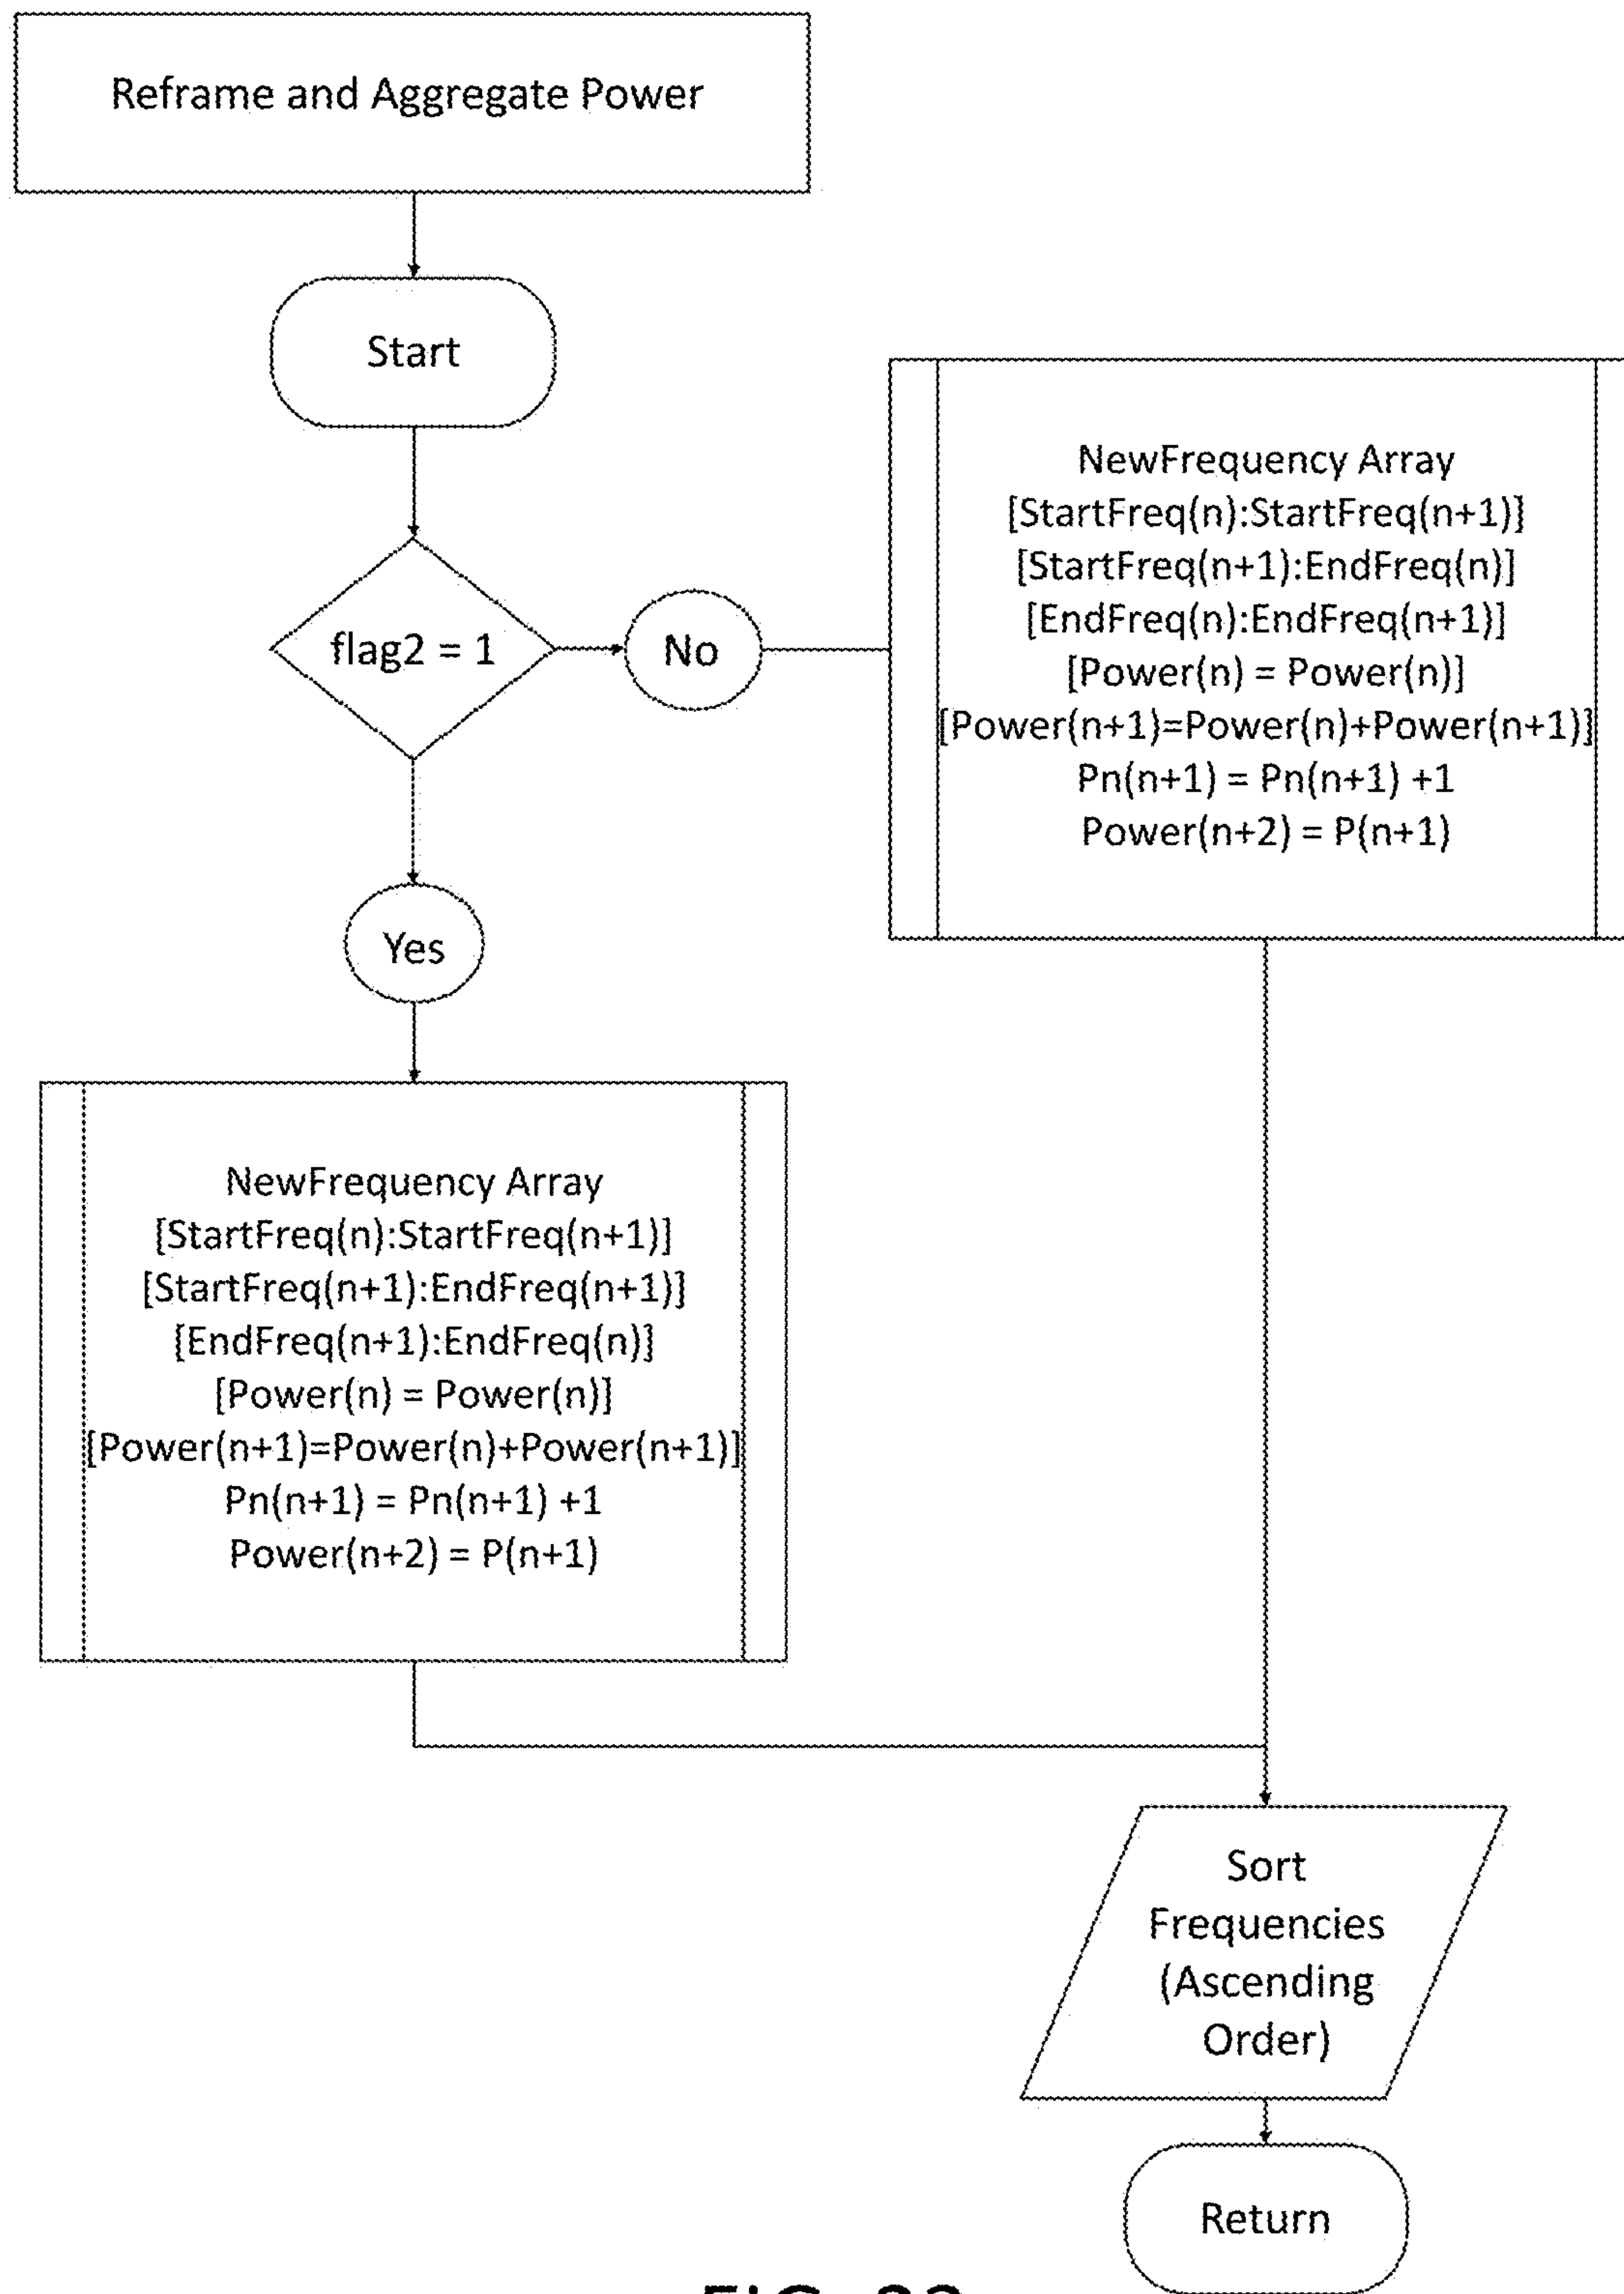 Reframe and Aggregate Power
Start
flag2 = 1
No
NewFrequency Array
[StartFreq(n):StartFreq(n+1)]
[StartFreq(n+1):EndFreq(n)]
[EndFreq(n):EndFreq(n+1)]
[Power(n) = Power(n)]
[Power(n+1)=Power(n)+Power(n+1)]
Pn(n+1) = Pn(n+1) +1
Power(n+2) = P(n+1)
Yes
NewFrequency Array
[StartFreq(n):StartFreq(n+1)]
[StartFreq(n+1):EndFreq(n+1)]
[EndFreq(n+1):EndFreq(n)]
[Power(n) = Power(n)]
[Power(n+1)=Power(n)+Power(n+1)]
Pn(n+1) = Pn(n+1) +1
Power(n+2) = P(n+1)
Sort
Frequencies
(Ascending
Order)
Return